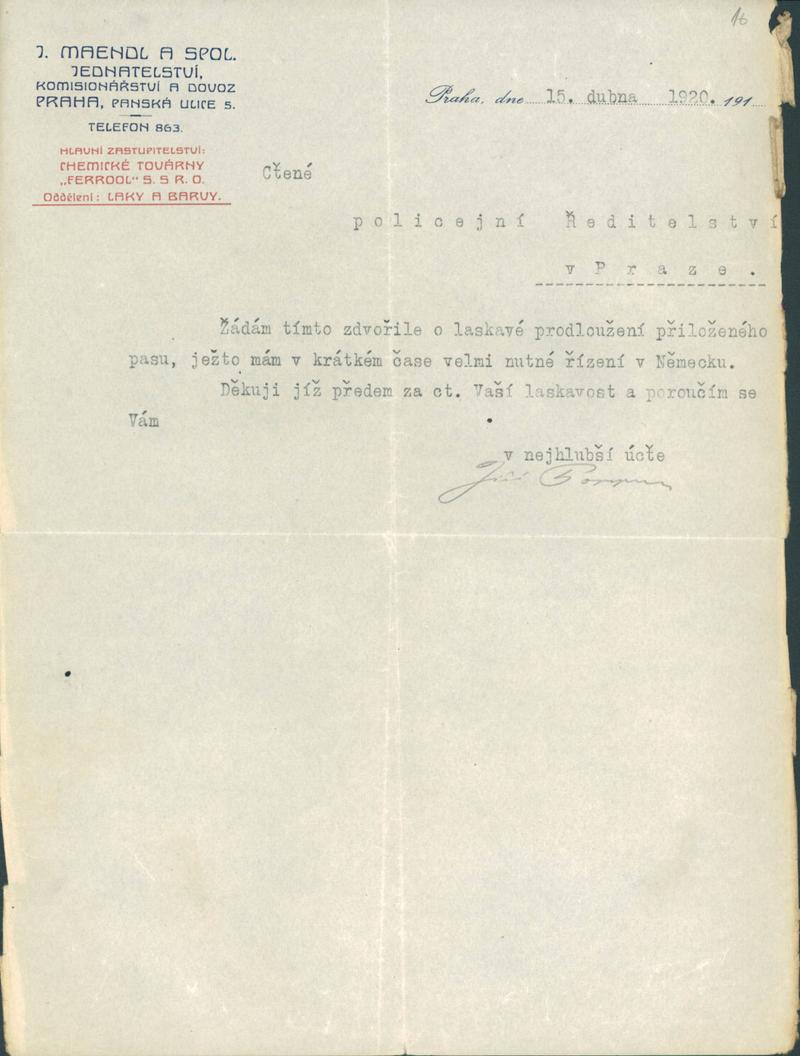 16
J. MAENDL A SPOL.
JEDNATELSTVÍ,
KOMISIONÁŘSTVÍ A DOVOZ
PRAHA, PANSKÁ ULICE 5.
TELEFON 863.
HLAVNÍ ZASTUPITELSTVÍ:
CHEMICKÉ TOVÁRNY
„FERROOL" S. S R. O.
Oddělení: LAKY A BARVY.
Praha, dne 15. dubna 1920. 191
Čtené
policejní Ředitelství
v Praze.
Žádám tímto zdvořile o laskavé prodloužení přiloženého
pasu, ježto mám v krátkém čase velmi nutné řízení v Německu.
Děkuji jíž předem za ct. Vaší laskavost a poroučím se
Vám
v nejhlubší úctě
Jiří